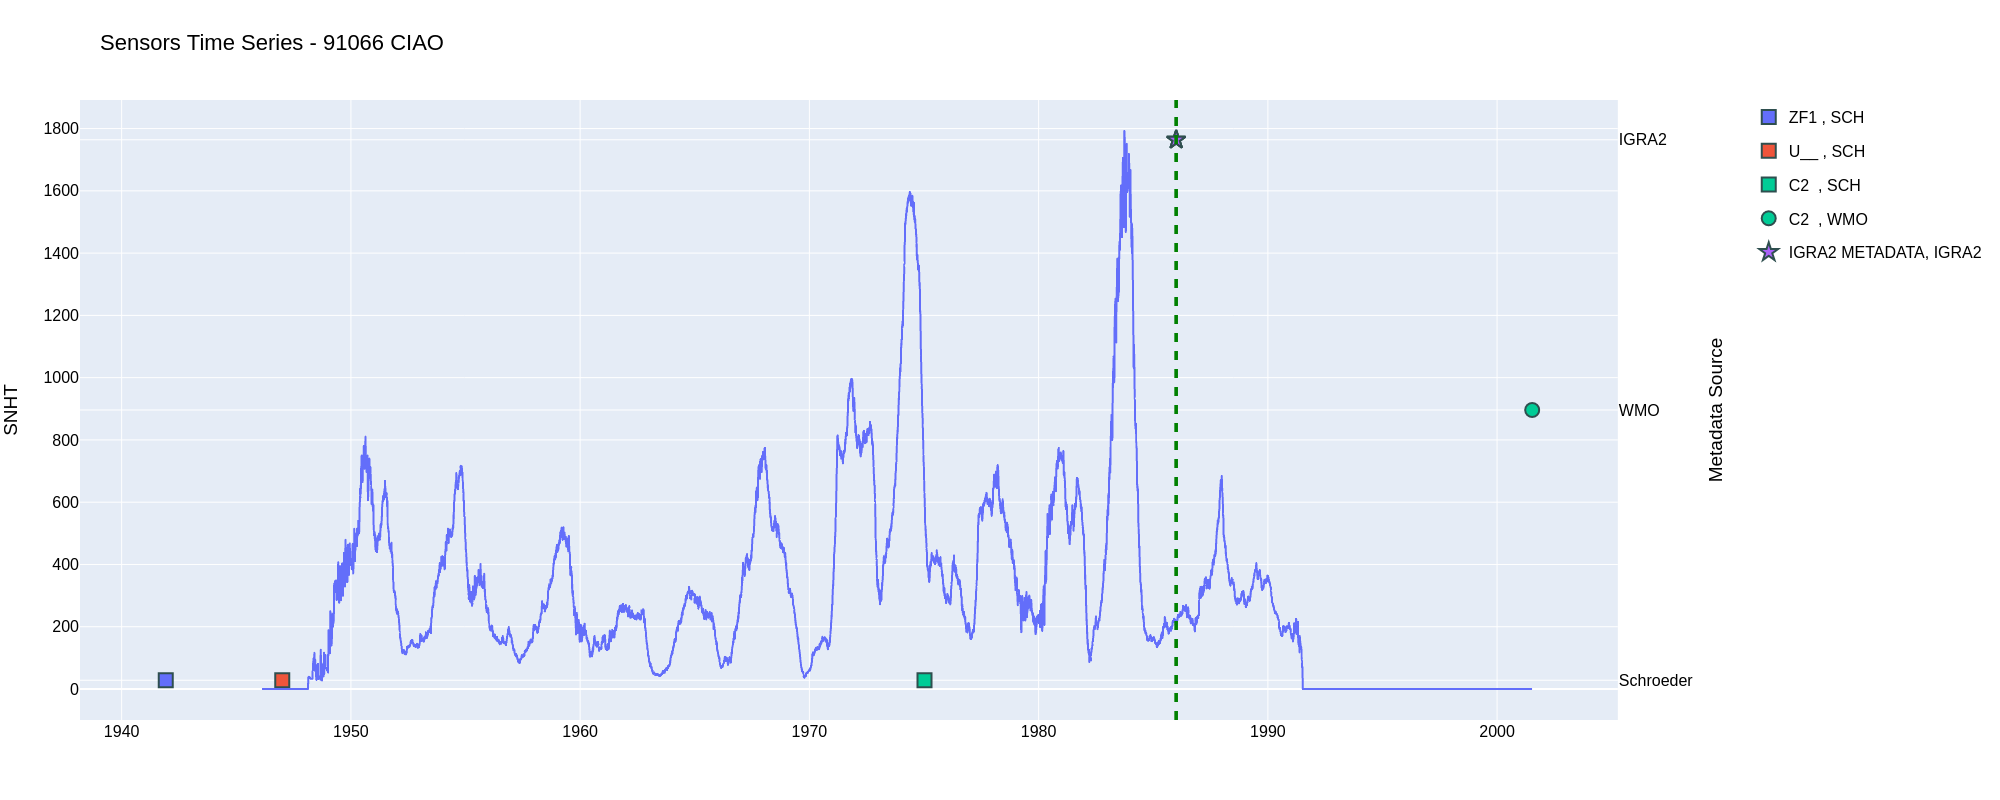 Sensors Time Series - 91066 CIAO
1800
1600
1400
1200
1000
800
600
400
200
0
SNHT
1940
1950
1960
1970
1980
1990
2000
IGRA2
WMO
Schroeder
Metadata Source
ZF1 , SCH
U__ , SCH
C2  , SCH
C2  , WMO
IGRA2 METADATA, IGRA2